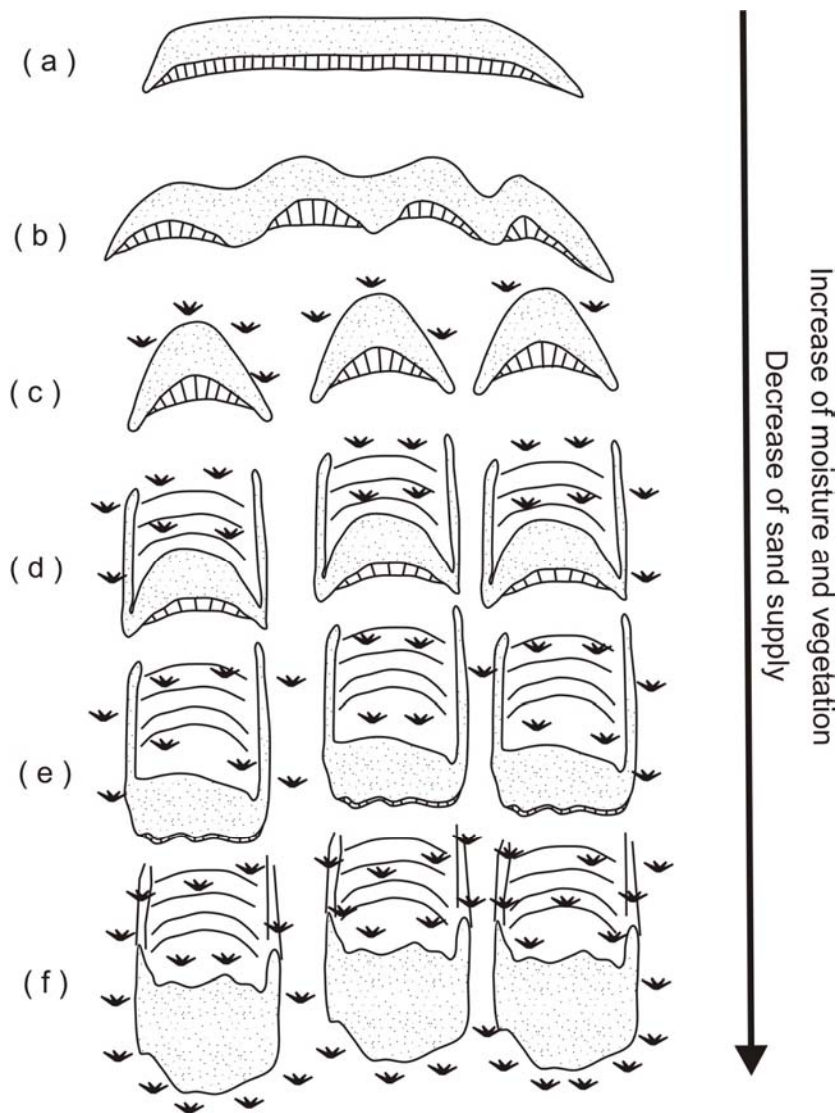 (a)
(b)
(c)
(d)
(e)
(f)
Increase of moisture and vegetation
Decrease of sand supply